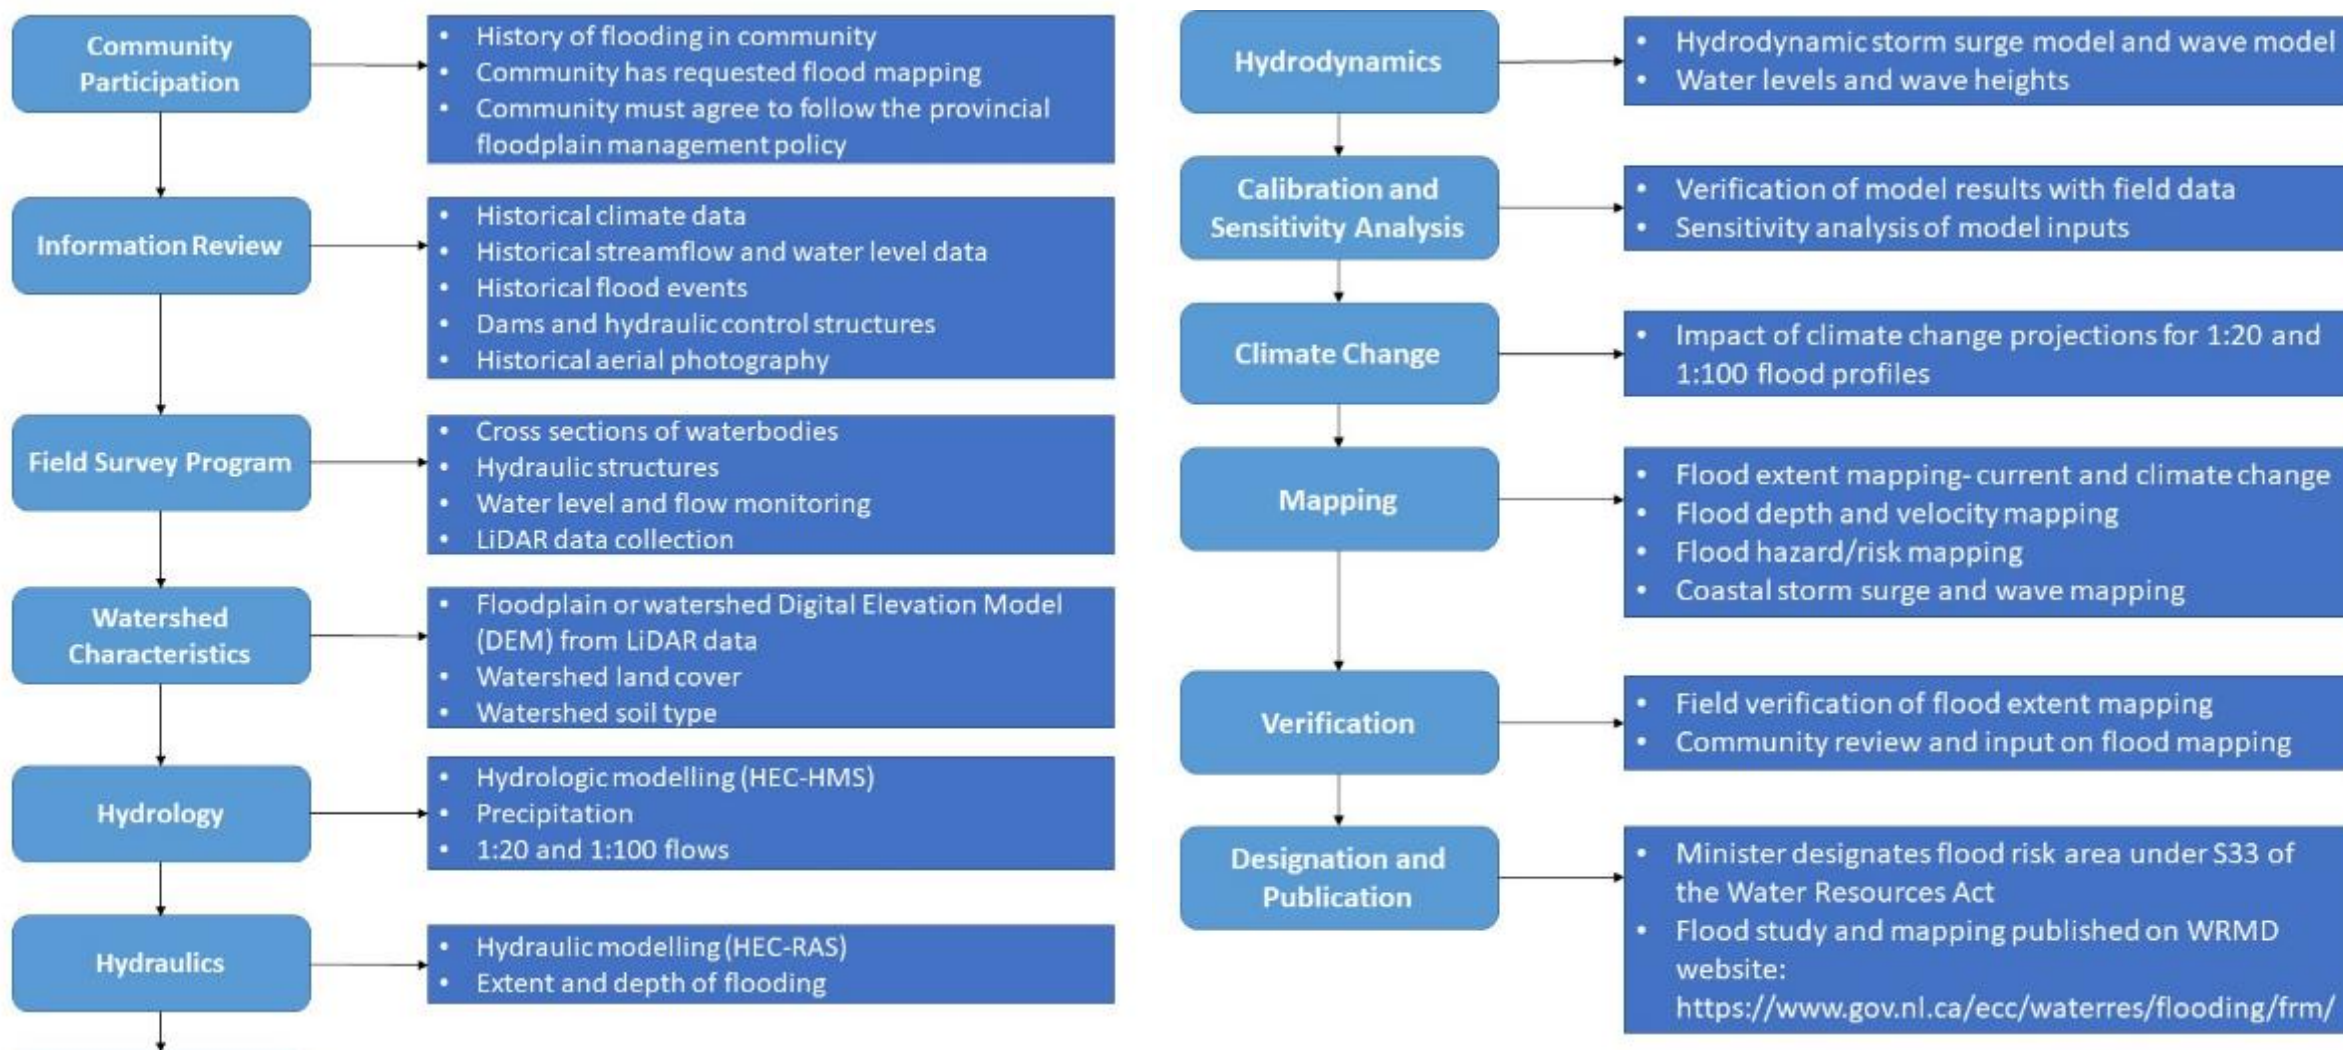 Community
Participation
• History of flooding in community
• Community has requested flood mapping
• Community must agree to follow the provincial
floodplain management policy
Information Review
• Historical climate data
• Historical streamflow and water level data
• Historical flood events
• Dams and hydraulic control structures
• Historical aerial photography
Field Survey Program
• Cross sections of waterbodies
• Hydraulic structures
• Water level and flow monitoring
• LiDAR data collection
Watershed
Characteristics
• Floodplain or watershed Digital Elevation Model
(DEM) from LiDAR data
• Watershed land cover
• Watershed soil type
Hydrology
• Hydrologic modelling (HEC-HMS)
• Precipitation
• 1:20 and 1:100 flows
Hydraulics
• Hydraulic modelling (HEC-RAS)
• Extent and depth of flooding
Hydrodynamics
• Hydrodynamic storm surge model and wave model
• Water levels and wave heights
Calibration and
Sensitivity Analysis
• Verification of model results with field data
• Sensitivity analysis of model inputs
Climate Change
• Impact of climate change projections for 1:20 and
1:100 flood profiles
Mapping
• Flood extent mapping- current and climate change
• Flood depth and velocity mapping
• Flood hazard/risk mapping
• Coastal storm surge and wave mapping
Verification
• Field verification of flood extent mapping
• Community review and input on flood mapping
Designation and
Publication
• Minister designates flood risk area under S33 of
the Water Resources Act
• Flood study and mapping published on WRMD
website:
https://www.gov.nl.ca/ecc/waterres/flooding/frm/